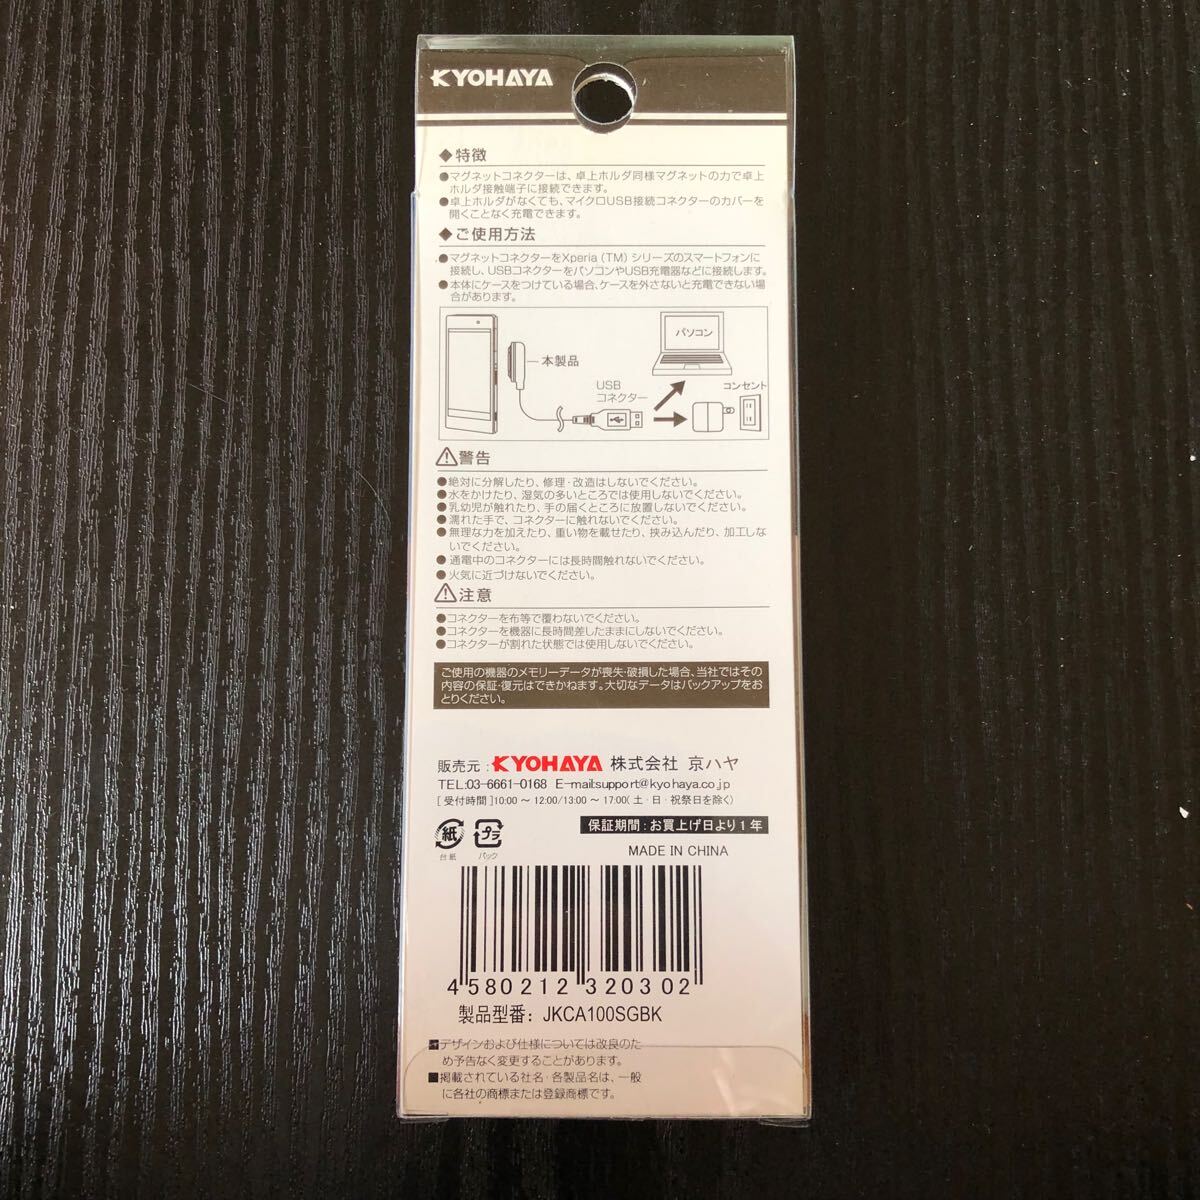 KYOHAYA
◆特徴
●マグネットコネクターは、卓上ホルダ同様マグネットの力で卓上
ホルダ接触端子に接続できます。
●卓上ホルダがなくても、マイクロUSB接続コネクターのカバーを
開くことなく充電できます。
◆ご使用方法
●マグネットコネクターをXperia (TM) シリーズのスマートフォンに
接続し、USBコネクターをパソコンやUSB充電器などに接続します。
●本体にケースをつけている場合、ケースを外さないと充電できない場
合があります。
パソコン
本製品
USB
コネクター
コンセント
⚠警告
●絶対に分解したり、修理・改造はしないでください。
●水をかけたり、湿気の多いところでは使用しないでください。
●乳幼児が触れたり、手の届くところに放置しないでください。
●濡れた手で、コネクターに触れないでください。
●無理な力を加えたり、重い物を載せたり、挟み込んだり、加工しな
いでください。
●通電中のコネクターには長時間触れないでください。
●火気に近づけないでください。
⚠注意
●コネクターを布等で覆わないでください。
●コネクターを機器に長時間差したままにしないでください。
●コネクターが割れた状態では使用しないでください。
ご使用の機器のメモリーデータが喪失・破損した場合、当社ではその
内容の保証・復元はできかねます。大切なデータはバックアップをお
とりください。
販売元:KYOHAYA 株式会社 京ハヤ
TEL:03-6661-0168 E-mail:support@kyohaya.co.jp
[受付時間]10:00～12:00/13:00～17:00(土・日・祝祭日を除く)
紙
台紙
プラ
パック
保証期間:お買上げ日より1年
MADE IN CHINA
4 580212 320302
製品型番: JKCA100SGBK
■デザインおよび仕様については改良のた
め予告なく変更することがあります。
■掲載されている社名・各製品名は、一般
に各社の商標または登録商標です。